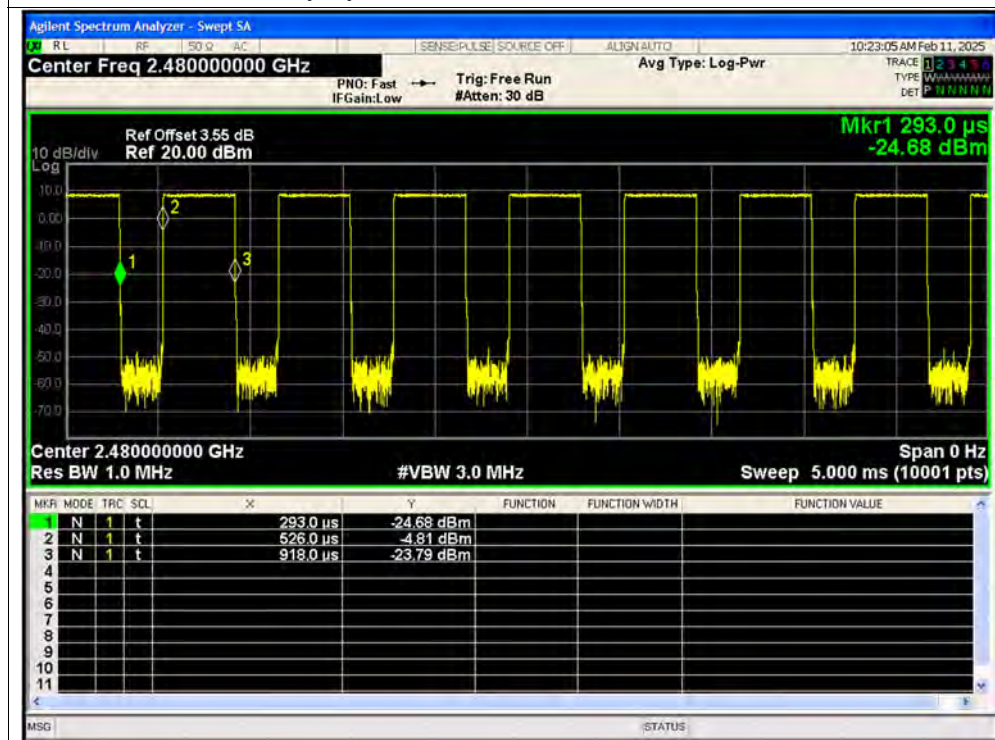 Agilent Spectrum Analyzer - Swept SA
RL RF 50 Ω AC SENSE:PULSE SOURCE OFF ALIGN AUTO 10:23:05 AM Feb 11, 2025
Center Freq 2.480000000 GHz Avg Type: Log-Pwr TRACE 1 2 3 4 5 6
PNO: Fast Trig: Free Run TYPE
IFGain:Low #Atten: 30 dB DET P N N N N N
Mkr1 293.0 µs
Ref Offset 3.55 dB
10 dB/div Ref 20.00 dBm -24.68 dBm
Log
10.0
0.00
-10.0
-20.0
-30.0
-40.0
-50.0
-60.0
-70.0
1
2
3
Center 2.480000000 GHz Span 0 Hz
Res BW 1.0 MHz #VBW 3.0 MHz Sweep 5.000 ms (10001 pts)
MKR MODE TRC SCL X Y FUNCTION FUNCTION WIDTH FUNCTION VALUE
1 N 1 t 293.0 µs -24.68 dBm
2 N 1 t 526.0 µs -4.81 dBm
3 N 1 t 918.0 µs -23.79 dBm
4
5
6
7
8
9
10
11
MSG STATUS